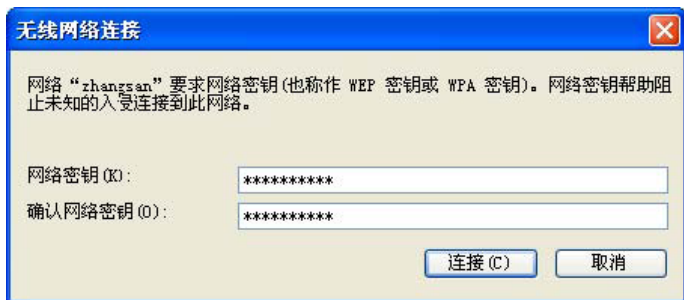 无线网络连接
网络“zhangsan”要求网络密钥(也称作 WEP 密钥或 WPA 密钥)。网络密钥帮助阻
止未知的入侵连接到此网络。
网络密钥(K):
**********
确认网络密钥(O):
**********
连接(C)
取消